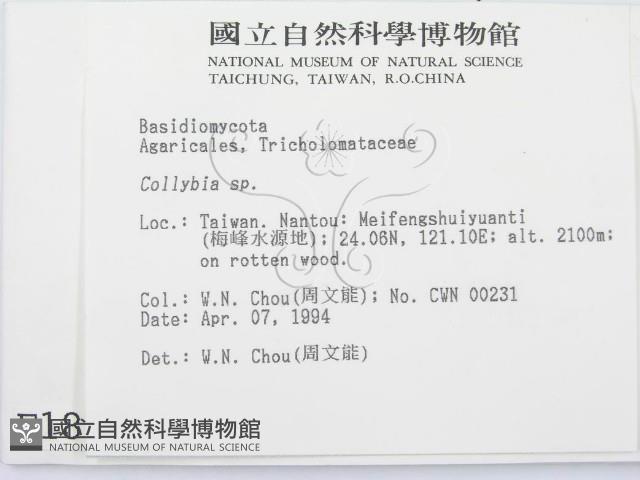 國立自然科學博物館
NATIONAL MUSEUM OF NATURAL SCIENCE
TAICHUNG, TAIWAN, R.O.CHINA
Basidiomycota
Agaricales, Tricholomataceae
Collybia sp.
Loc.: Taiwan. Nantou: Meifengshuiyuanti
(梅峰水源地); 24.06N, 121.10E; alt. 2100m;
on rotten wood.
Col.: W.N. Chou(周文能); No. CWN 00231
Date: Apr. 07, 1994
Det.: W.N. Chou(周文能)
國立自然科學博物館
NATIONAL MUSEUM OF NATURAL SCIENCE